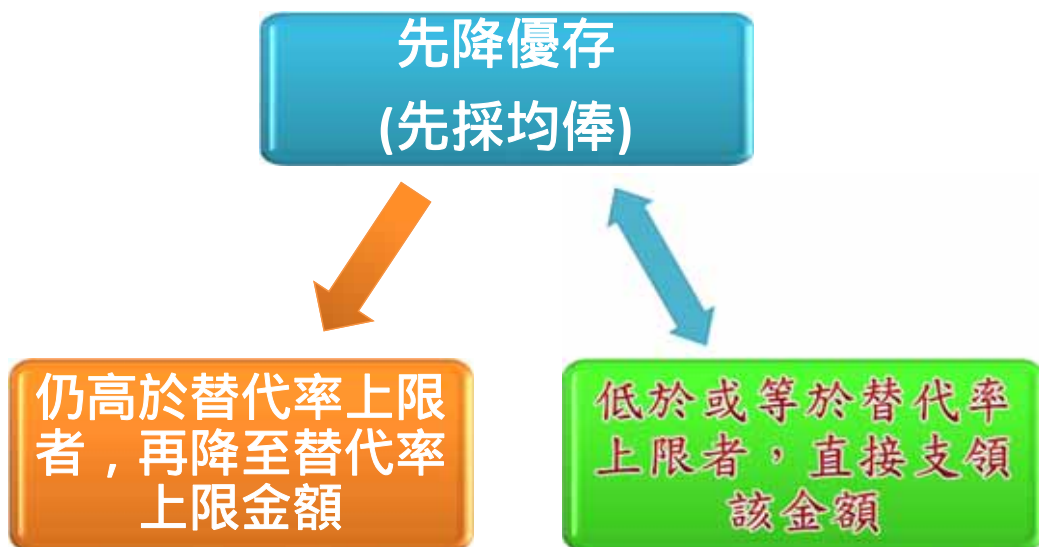 先降優存
(先採均俸)
仍高於替代率上限
者，再降至替代率
上限金額
低於或等於替代率
上限者，直接支領
該金額